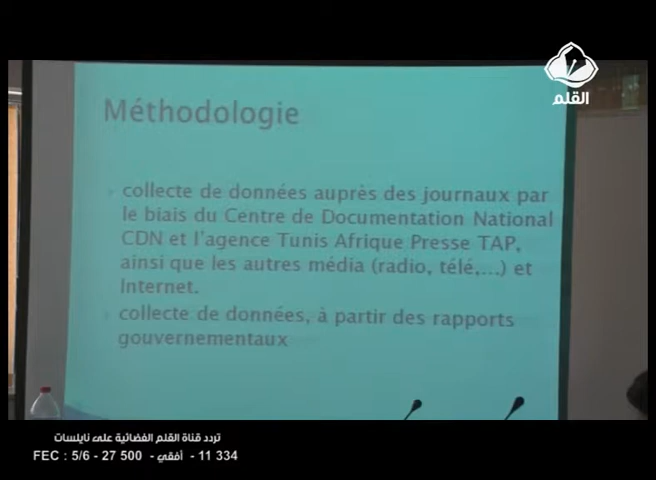 القلم
Méthodologie
collecte de données auprès des journaux par
le biais du Centre de Documentation National
CDN et l'agence Tunis Afrique Presse TAP,
ainsi que les autres média (radio, télé,...) et
Internet.
collecte de données, à partir des rapports
gouvernementaux
تردد قناة القلم الفضائية على نايلسات
FEC : 5/6 - 27 500 - أفقي - 11 334